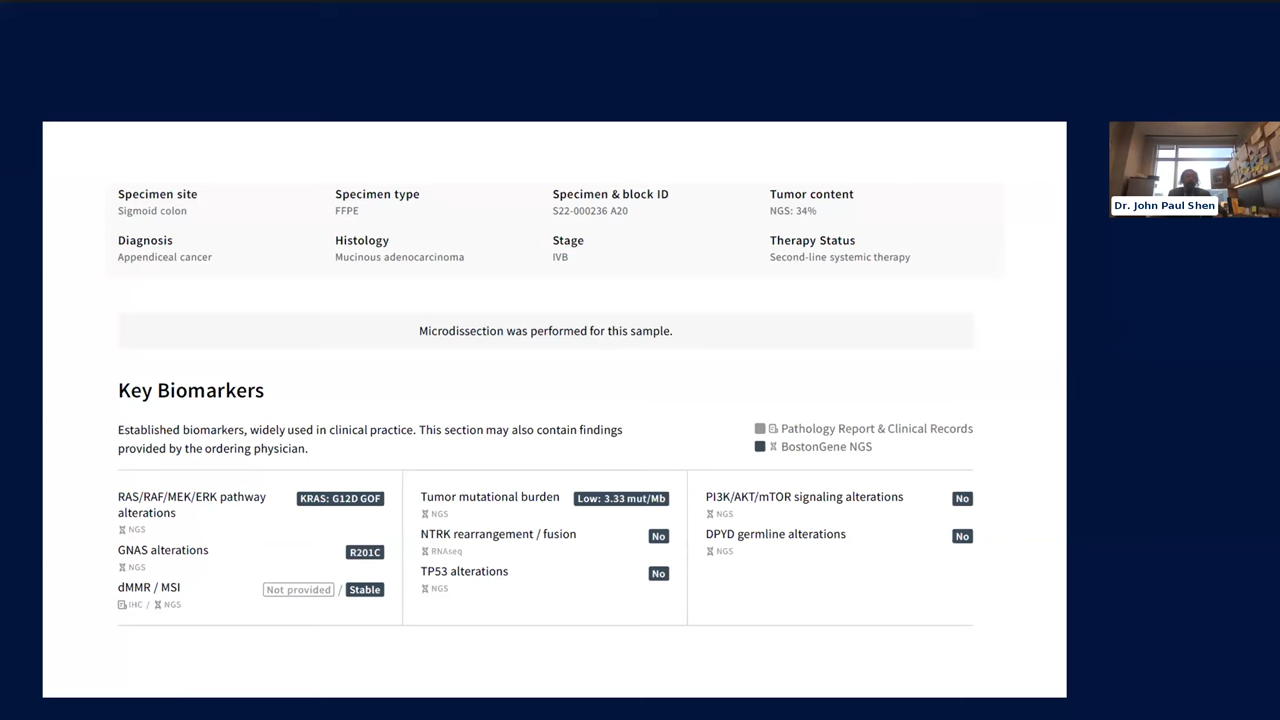 Specimen site
Sigmoid colon
Specimen type
FFPE
Specimen & block ID
S22-000236 A20
Tumor content
NGS: 34%
Diagnosis
Appendiceal cancer
Histology
Mucinous adenocarcinoma
Stage
IVB
Therapy Status
Second-line systemic therapy
Dr. John Paul Shen
Microdissection was performed for this sample.
Key Biomarkers
Established biomarkers, widely used in clinical practice. This section may also contain findings
provided by the ordering physician.
Pathology Report & Clinical Records
BostonGene NGS
RAS/RAF/MEK/ERK pathway
alterations
KRAS: G12D GOF
NGS
GNAS alterations
R201C
NGS
dMMR / MSI
Not provided / Stable
IHC / NGS
Tumor mutational burden
Low: 3.33 mut/Mb
NGS
NTRK rearrangement / fusion
No
RNAseq
TP53 alterations
No
NGS
PI3K/AKT/mTOR signaling alterations
No
NGS
DPYD germline alterations
No
NGS